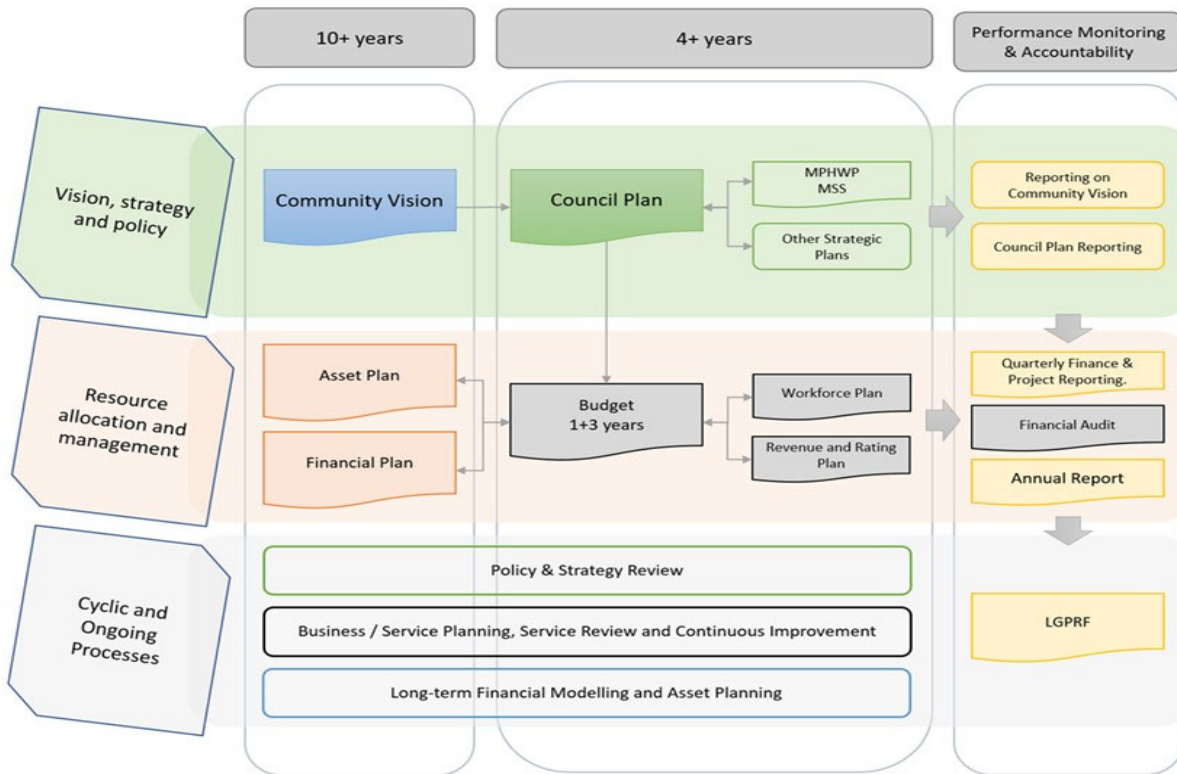 10+ years
4+ years
Performance Monitoring
& Accountability
Vision, strategy
and policy
Community Vision
Council Plan
MPHWP
MSS
Other Strategic
Plans
Reporting on
Community Vision
Council Plan Reporting
Resource
allocation and
management
Asset Plan
Financial Plan
Budget
1+3 years
Workforce Plan
Revenue and Rating
Plan
Quarterly Finance &
Project Reporting.
Financial Audit
Annual Report
Cyclic and
Ongoing
Processes
Policy & Strategy Review
Business / Service Planning, Service Review and Continuous Improvement
Long-term Financial Modelling and Asset Planning
LGPRF